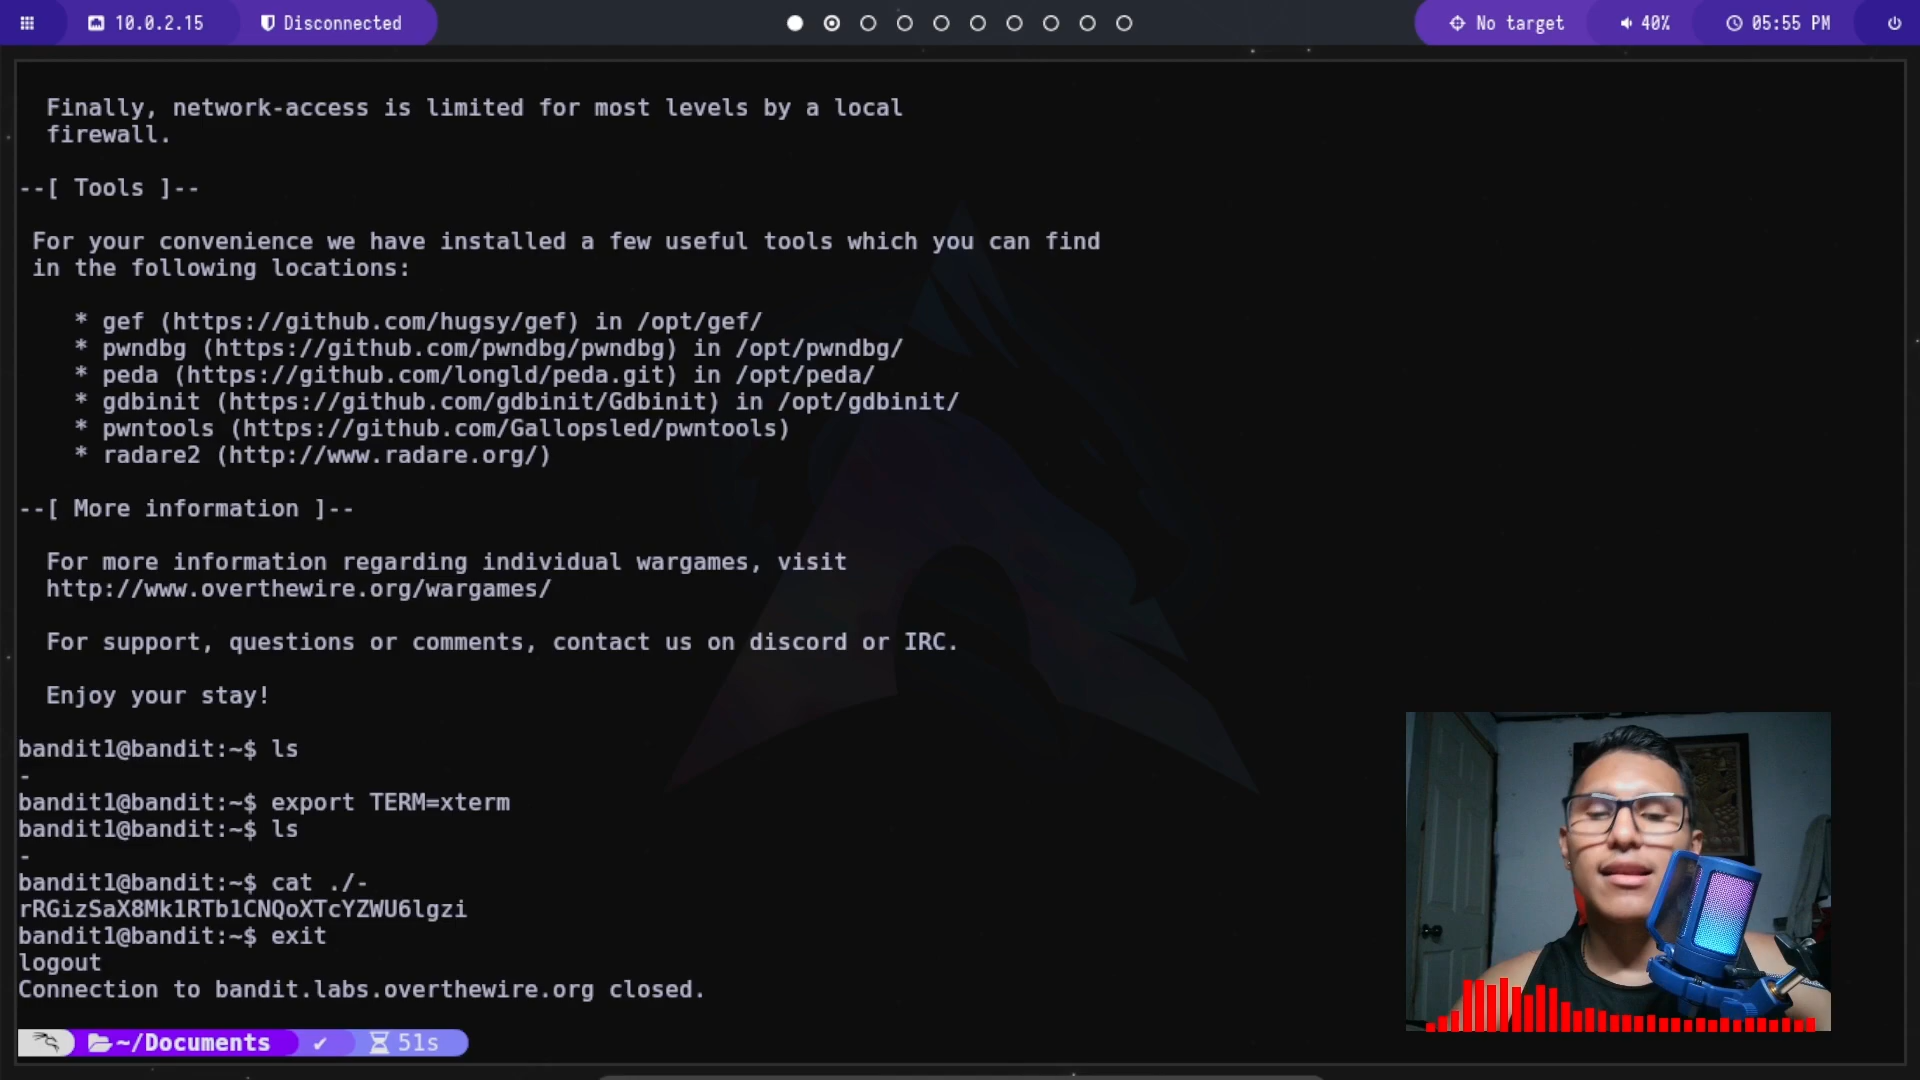 10.0.2.15 Disconnected No target 40% 05:55 PM
Finally, network-access is limited for most levels by a local
firewall.
--[ Tools ]--
For your convenience we have installed a few useful tools which you can find
in the following locations:
* gef (https://github.com/hugsy/gef) in /opt/gef/
* pwndbg (https://github.com/pwndbg/pwndbg) in /opt/pwndbg/
* peda (https://github.com/longld/peda.git) in /opt/peda/
* gdbinit (https://github.com/gdbinit/Gdbinit) in /opt/gdbinit/
* pwntools (https://github.com/Gallopsled/pwntools)
* radare2 (http://www.radare.org/)
--[ More information ]--
For more information regarding individual wargames, visit
http://www.overthewire.org/wargames/
For support, questions or comments, contact us on discord or IRC.
Enjoy your stay!
bandit1@bandit:~$ ls
-
bandit1@bandit:~$ export TERM=xterm
bandit1@bandit:~$ ls
-
bandit1@bandit:~$ cat ./-
rRGizSaX8Mk1RTb1CNQoXTcYZWU6lgzi
bandit1@bandit:~$ exit
logout
Connection to bandit.labs.overthewire.org closed.
~/Documents ✔ 51s